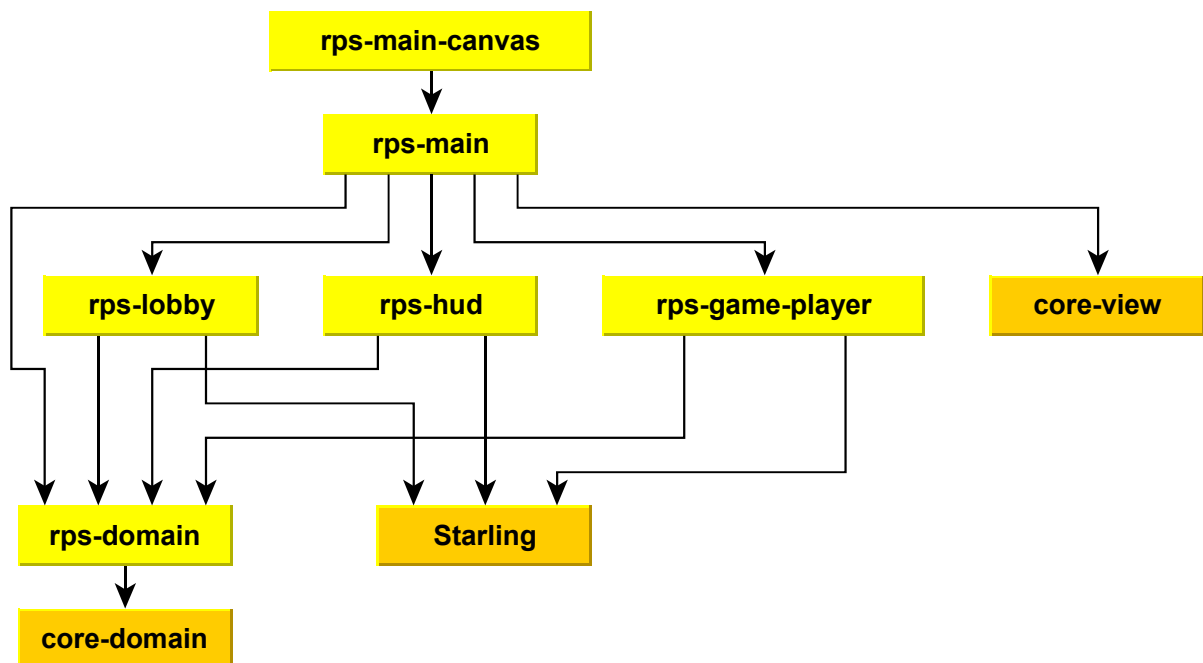 rps-main-canvas
rps-main
rps-lobby
rps-hud
rps-game-player
core-view
rps-domain
Starling
core-domain